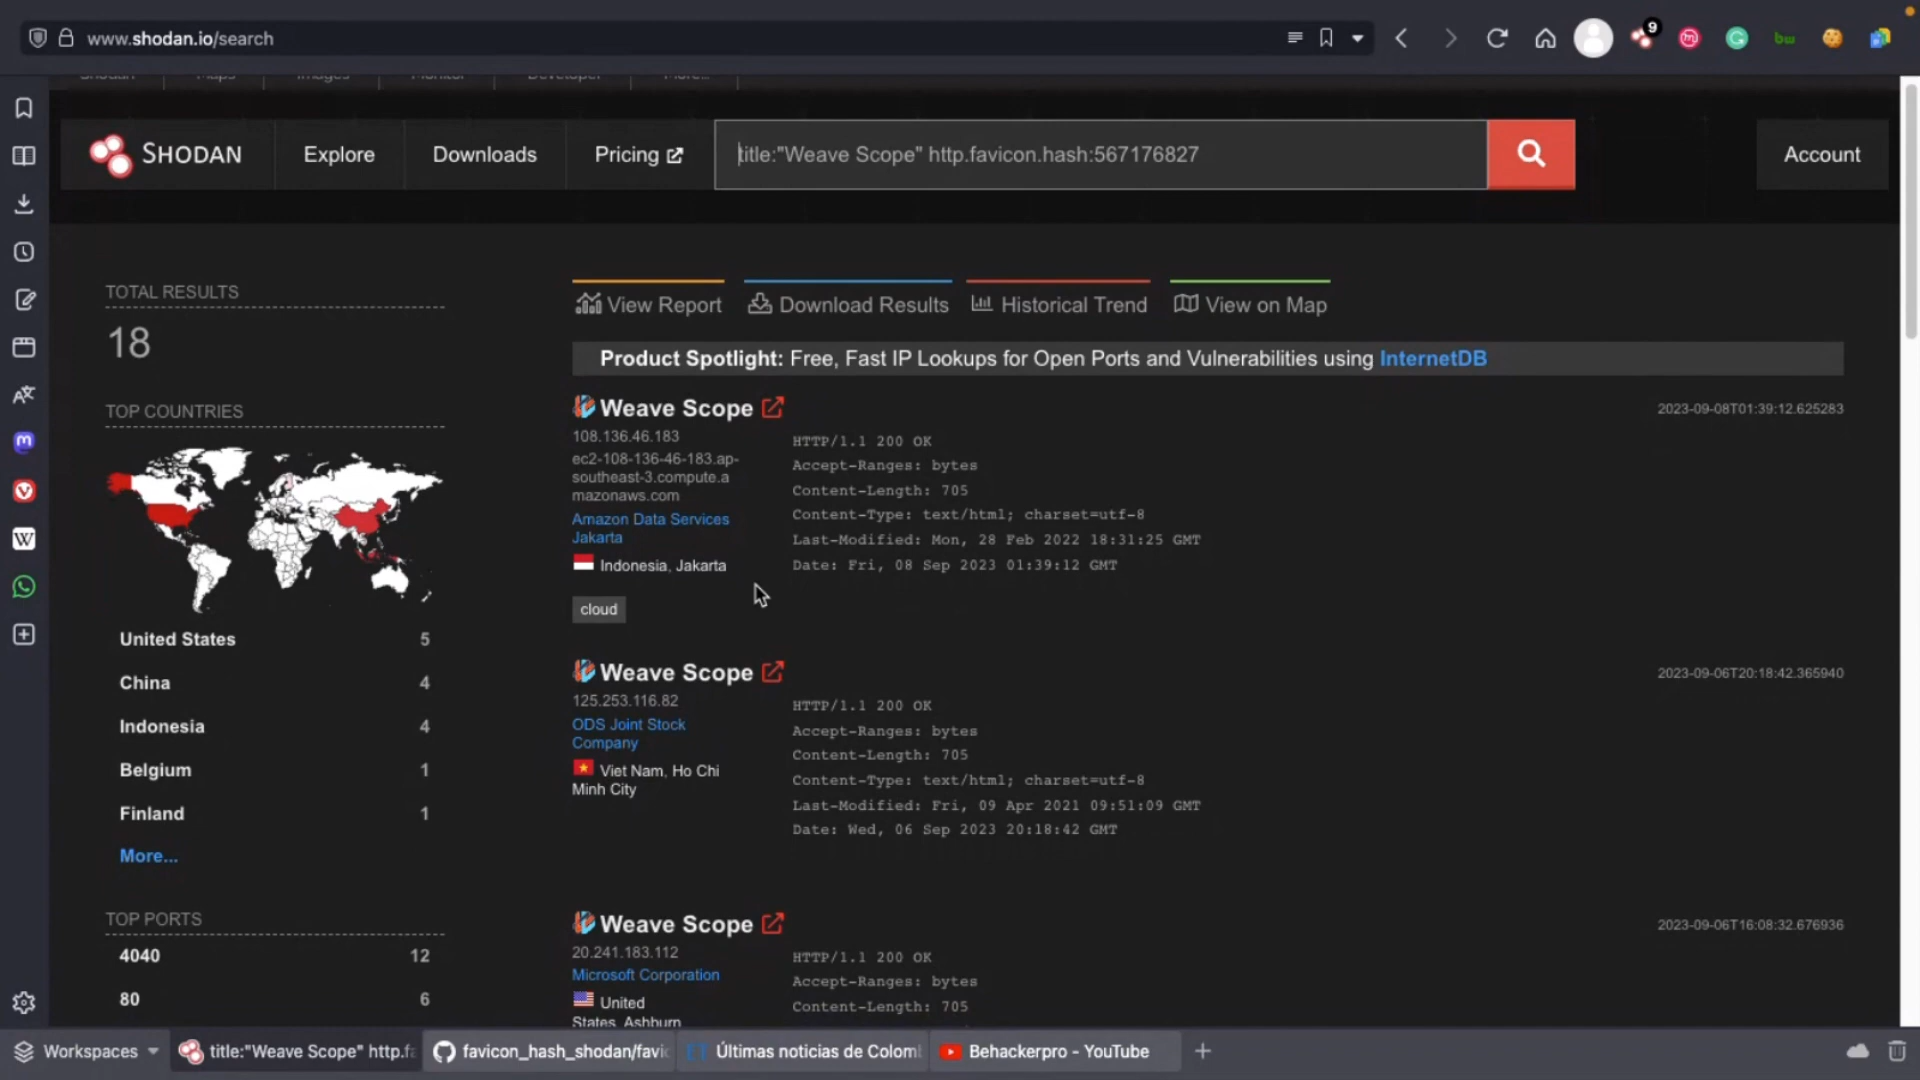 www.shodan.io/search
9
Shodan Maps Images Monitor Developer More...
SHODAN
Explore
Downloads
Pricing
title:"Weave Scope" http.favicon.hash:567176827
Account
TOTAL RESULTS
18
TOP COUNTRIES
United States 5
China 4
Indonesia 4
Belgium 1
Finland 1
More...
TOP PORTS
4040 12
80 6
View Report
Download Results
Historical Trend
View on Map
Product Spotlight: Free, Fast IP Lookups for Open Ports and Vulnerabilities using InternetDB
Weave Scope
2023-09-08T01:39:12.625283
108.136.46.183
ec2-108-136-46-183.ap-
southeast-3.compute.a
mazonaws.com
Amazon Data Services
Jakarta
Indonesia, Jakarta
cloud
HTTP/1.1 200 OK
Accept-Ranges: bytes
Content-Length: 705
Content-Type: text/html; charset=utf-8
Last-Modified: Mon, 28 Feb 2022 18:31:25 GMT
Date: Fri, 08 Sep 2023 01:39:12 GMT
Weave Scope
2023-09-06T20:18:42.365940
125.253.116.82
ODS Joint Stock
Company
Viet Nam, Ho Chi
Minh City
HTTP/1.1 200 OK
Accept-Ranges: bytes
Content-Length: 705
Content-Type: text/html; charset=utf-8
Last-Modified: Fri, 09 Apr 2021 09:51:09 GMT
Date: Wed, 06 Sep 2023 20:18:42 GMT
Weave Scope
2023-09-06T16:08:32.676936
20.241.183.112
Microsoft Corporation
United
States, Ashburn
HTTP/1.1 200 OK
Accept-Ranges: bytes
Content-Length: 705
Workspaces
title:"Weave Scope" http.fa
favicon_hash_shodan/favic
Últimas noticias de Colom
Behackerpro - YouTube